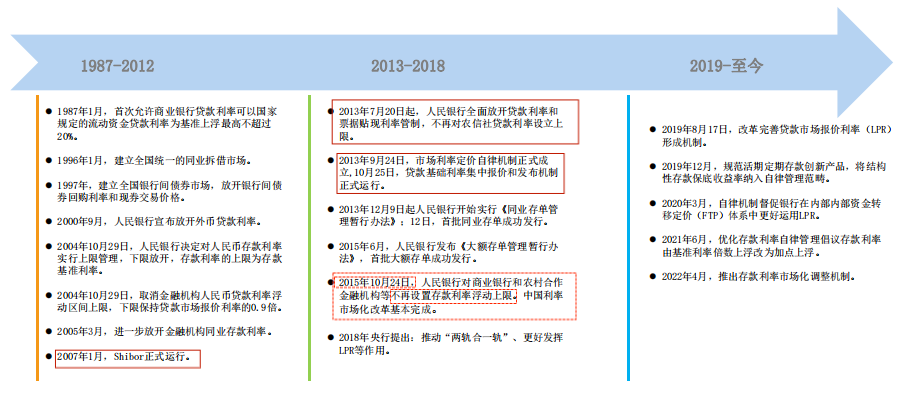 1987-2012
2013-2018
2019-至今
● 1987年1月，首次允许商业银行贷款利率可以国家
规定的流动资金贷款利率为基准上浮最高不超过
20%。
● 1996年1月，建立全国统一的同业拆借市场。
● 1997年，建立全国银行间债券市场，放开银行间债
券回购利率和现券交易价格。
● 2000年9月，人民银行宣布放开外币贷款利率。
● 2004年10月29日，人民银行决定对人民币存款利率
实行上限管理，下限放开，存款利率的上限为存款
基准利率。
● 2004年10月29日，取消金融机构人民币贷款利率浮
动区间上限，下限保持贷款市场报价利率的0.9倍。
● 2005年3月，进一步放开金融机构同业存款利率。
● 2007年1月，Shibor正式运行。
● 2013年7月20日起，人民银行全面放开贷款利率和
票据贴现利率管制，不再对农信社贷款利率设立上
限。
● 2013年9月24日，市场利率定价自律机制正式成
立,10月25日，贷款基础利率集中报价和发布机制
正式运行。
● 2013年12月9日起人民银行开始实行《同业存单管
理暂行办法》；12日，首批同业存单成功发行。
● 2015年6月，人民银行发布《大额存单管理暂行办
法》，首批大额存单成功发行。
● 2015年10月24日，人民银行对商业银行和农村合作
金融机构等不再设置存款利率浮动上限。中国利率
市场化改革基本完成。
● 2018年央行提出：推动“两轨合一轨”、更好发挥
LPR等作用。
● 2019年8月17日，改革完善贷款市场报价利率（LPR）
形成机制。
● 2019年12月，规范活期定期存款创新产品，将结构
性存款保底收益率纳入自律管理范畴。
● 2020年3月，自律机制督促银行在内部内部资金转
移定价（FTP）体系中更好运用LPR。
● 2021年6月，优化存款利率自律管理倡议存款利率
由基准利率倍数上浮改为加点上浮。
● 2022年4月，推出存款利率市场化调整机制。